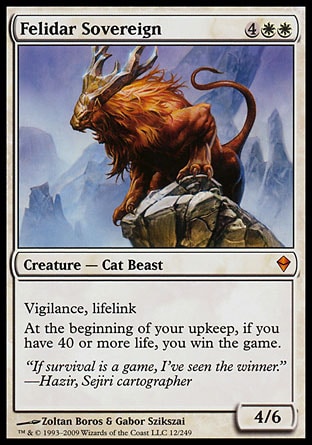 Felidar Sovereign 4
Creature — Cat Beast
Vigilance, lifelink
At the beginning of your upkeep, if you
have 40 or more life, you win the game.
“If survival is a game, I’ve seen the winner.”
—Hazir, Sejiri cartographer
Zoltan Boros & Gabor Szikszai
™ & © 1993–2009 Wizards of the Coast LLC 12/249
4/6